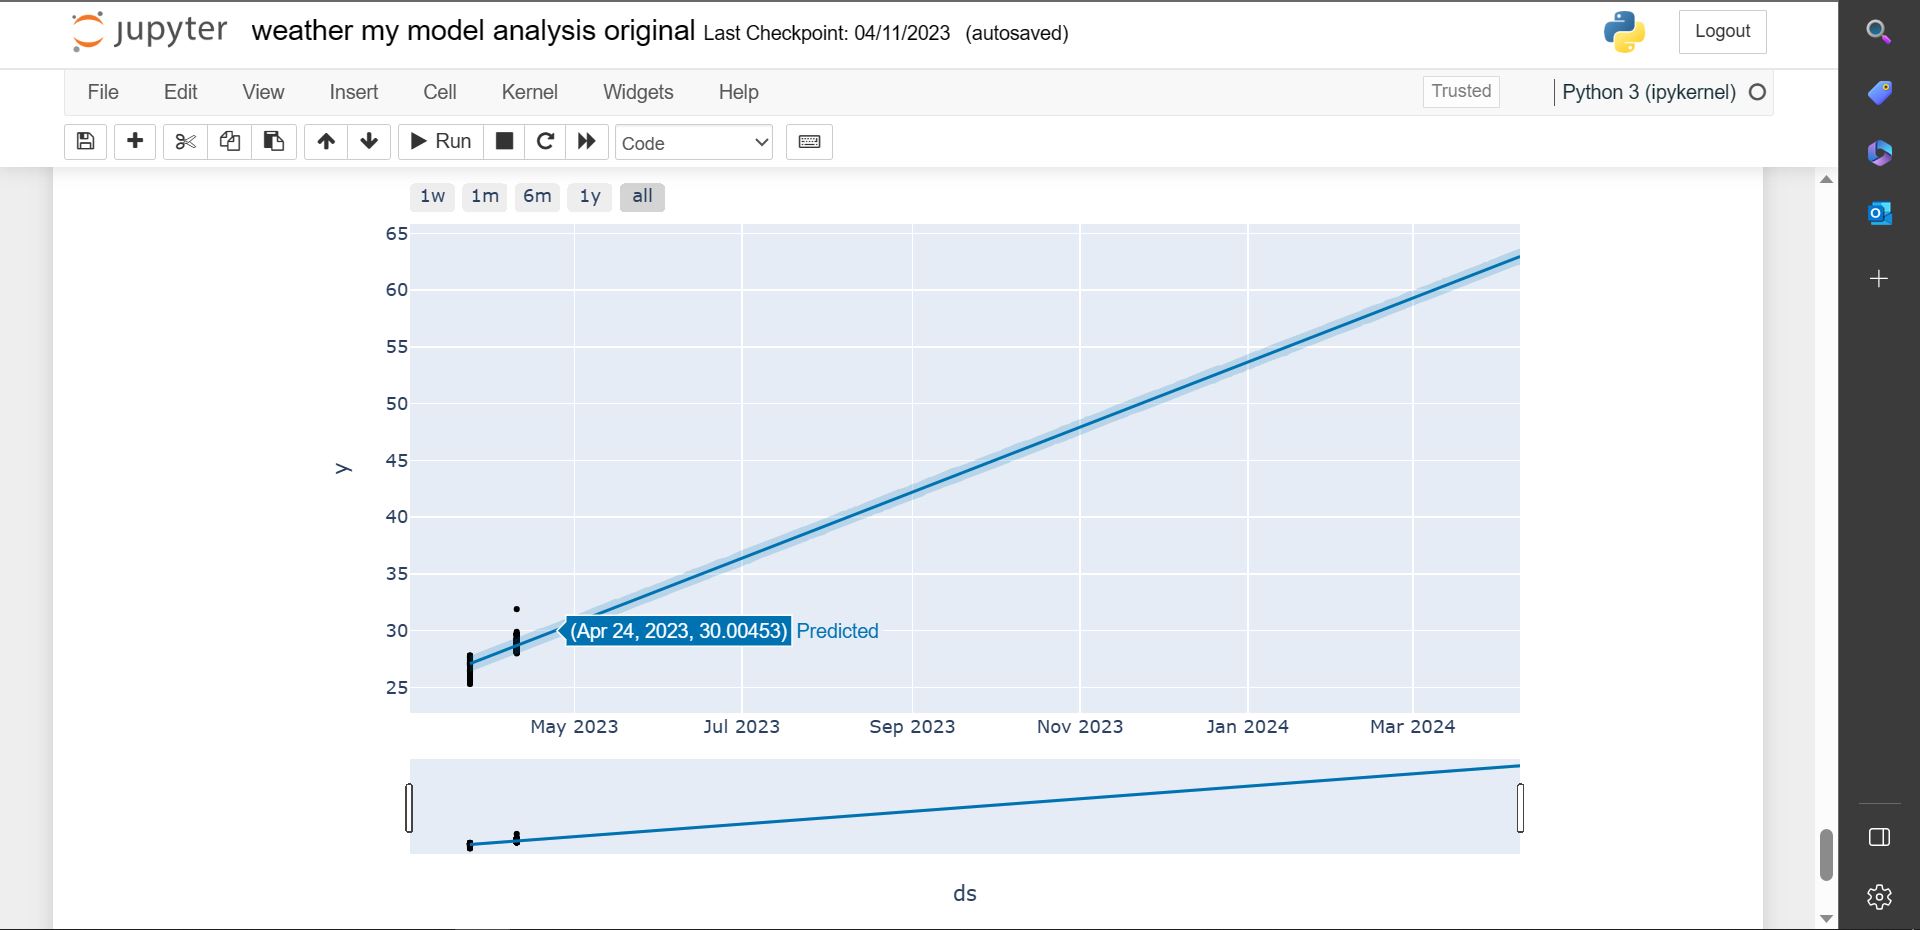 jupyter weather my model analysis original Last Checkpoint: 04/11/2023 (autosaved) Logout
File Edit View Insert Cell Kernel Widgets Help Trusted Python 3 (ipykernel)
Run Code
1w 1m 6m 1y all
65
60
55
50
45
y
40
35
30
(Apr 24, 2023, 30.00453) Predicted
25
May 2023 Jul 2023 Sep 2023 Nov 2023 Jan 2024 Mar 2024
ds